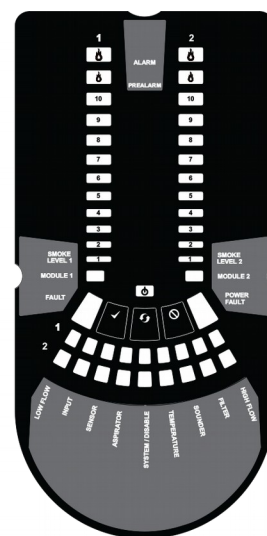 1 2
ALARM
PREALARM
10 10
9 9
8 8
7 7
6 6
5 5
4 4
3 3
2 2
1 1
SMOKE
LEVEL 1
SMOKE
LEVEL 2
MODULE 1
MODULE 2
FAULT
POWER
FAULT
1
2
LOW FLOW
INPUT
SENSOR
ASPIRATOR
SYSTEM / DISABLE
TEMPERATURE
SOUNDER
FILTER
HIGH FLOW